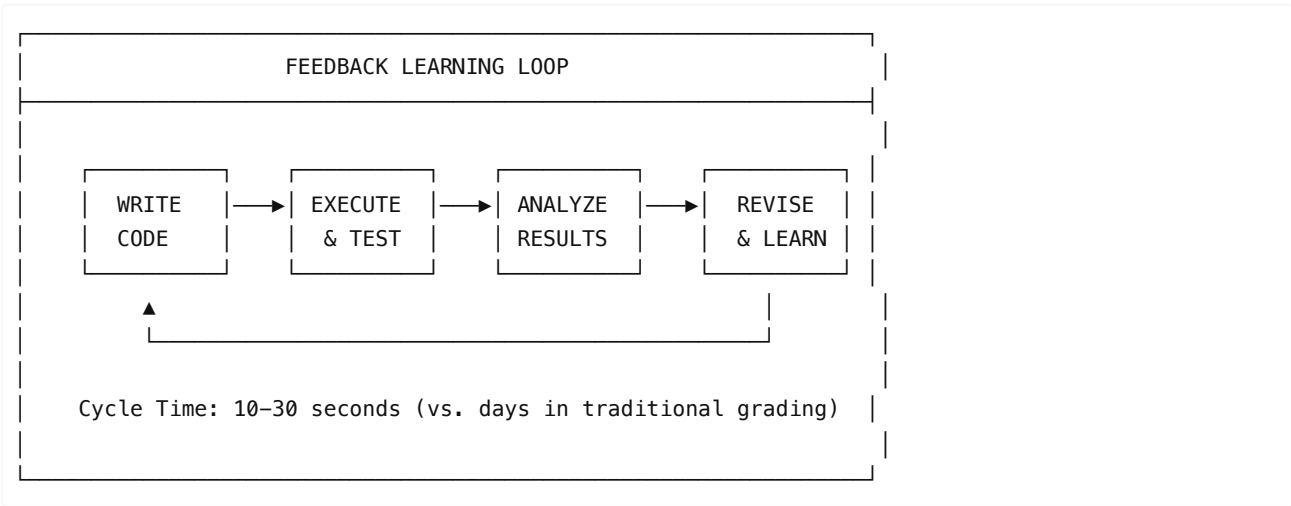 FEEDBACK LEARNING LOOP
WRITE EXECUTE ANALYZE REVISE
CODE & TEST RESULTS & LEARN
Cycle Time: 10-30 seconds (vs. days in traditional grading)